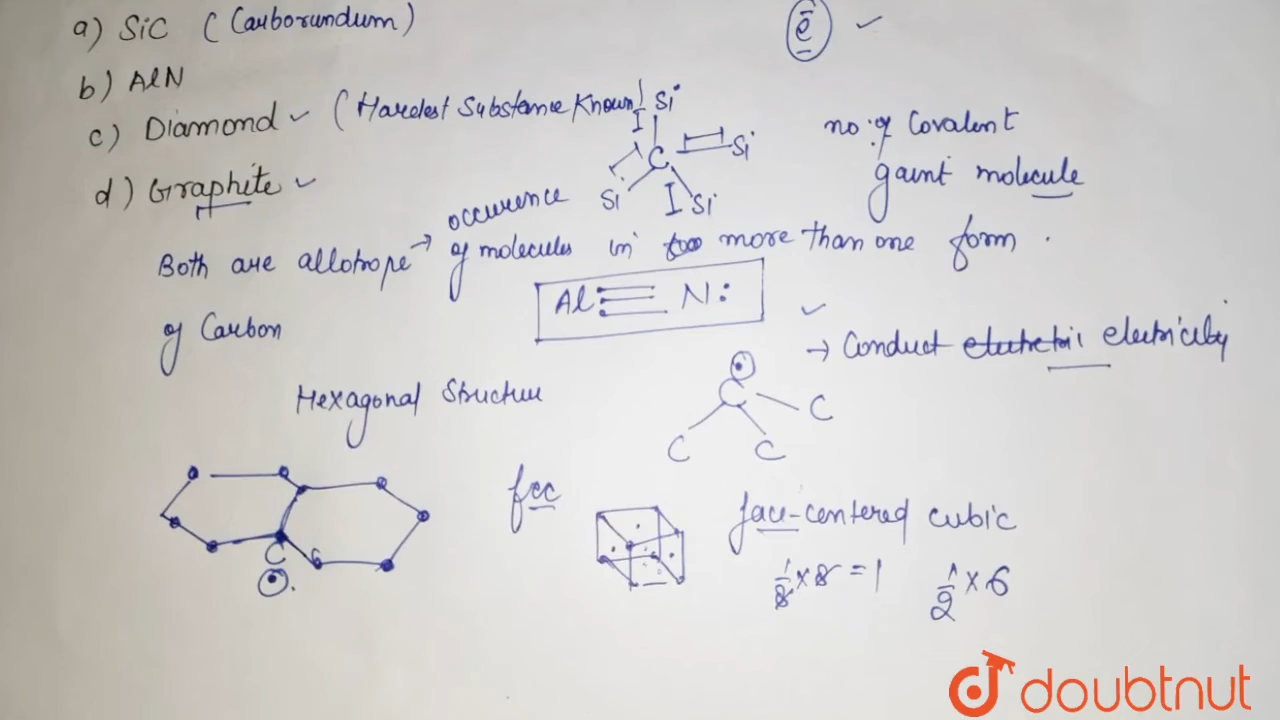 a) SiC (Carborundum)
ē
b) AlN
c) Diamond (Hardest Substance Known)
d) Graphite
Si
C
Si
Si
Si
no. of Covalent
gaint molecule
Both are allotrope → occurence of molecules in more than one form.
of Carbon
Al≡N:
→ Conduct electricity
C
C
C
C
Hexagonal Structure
C
fcc
face-centered cubic
1/8 × 8 = 1
1/2 × 6
doubtnut